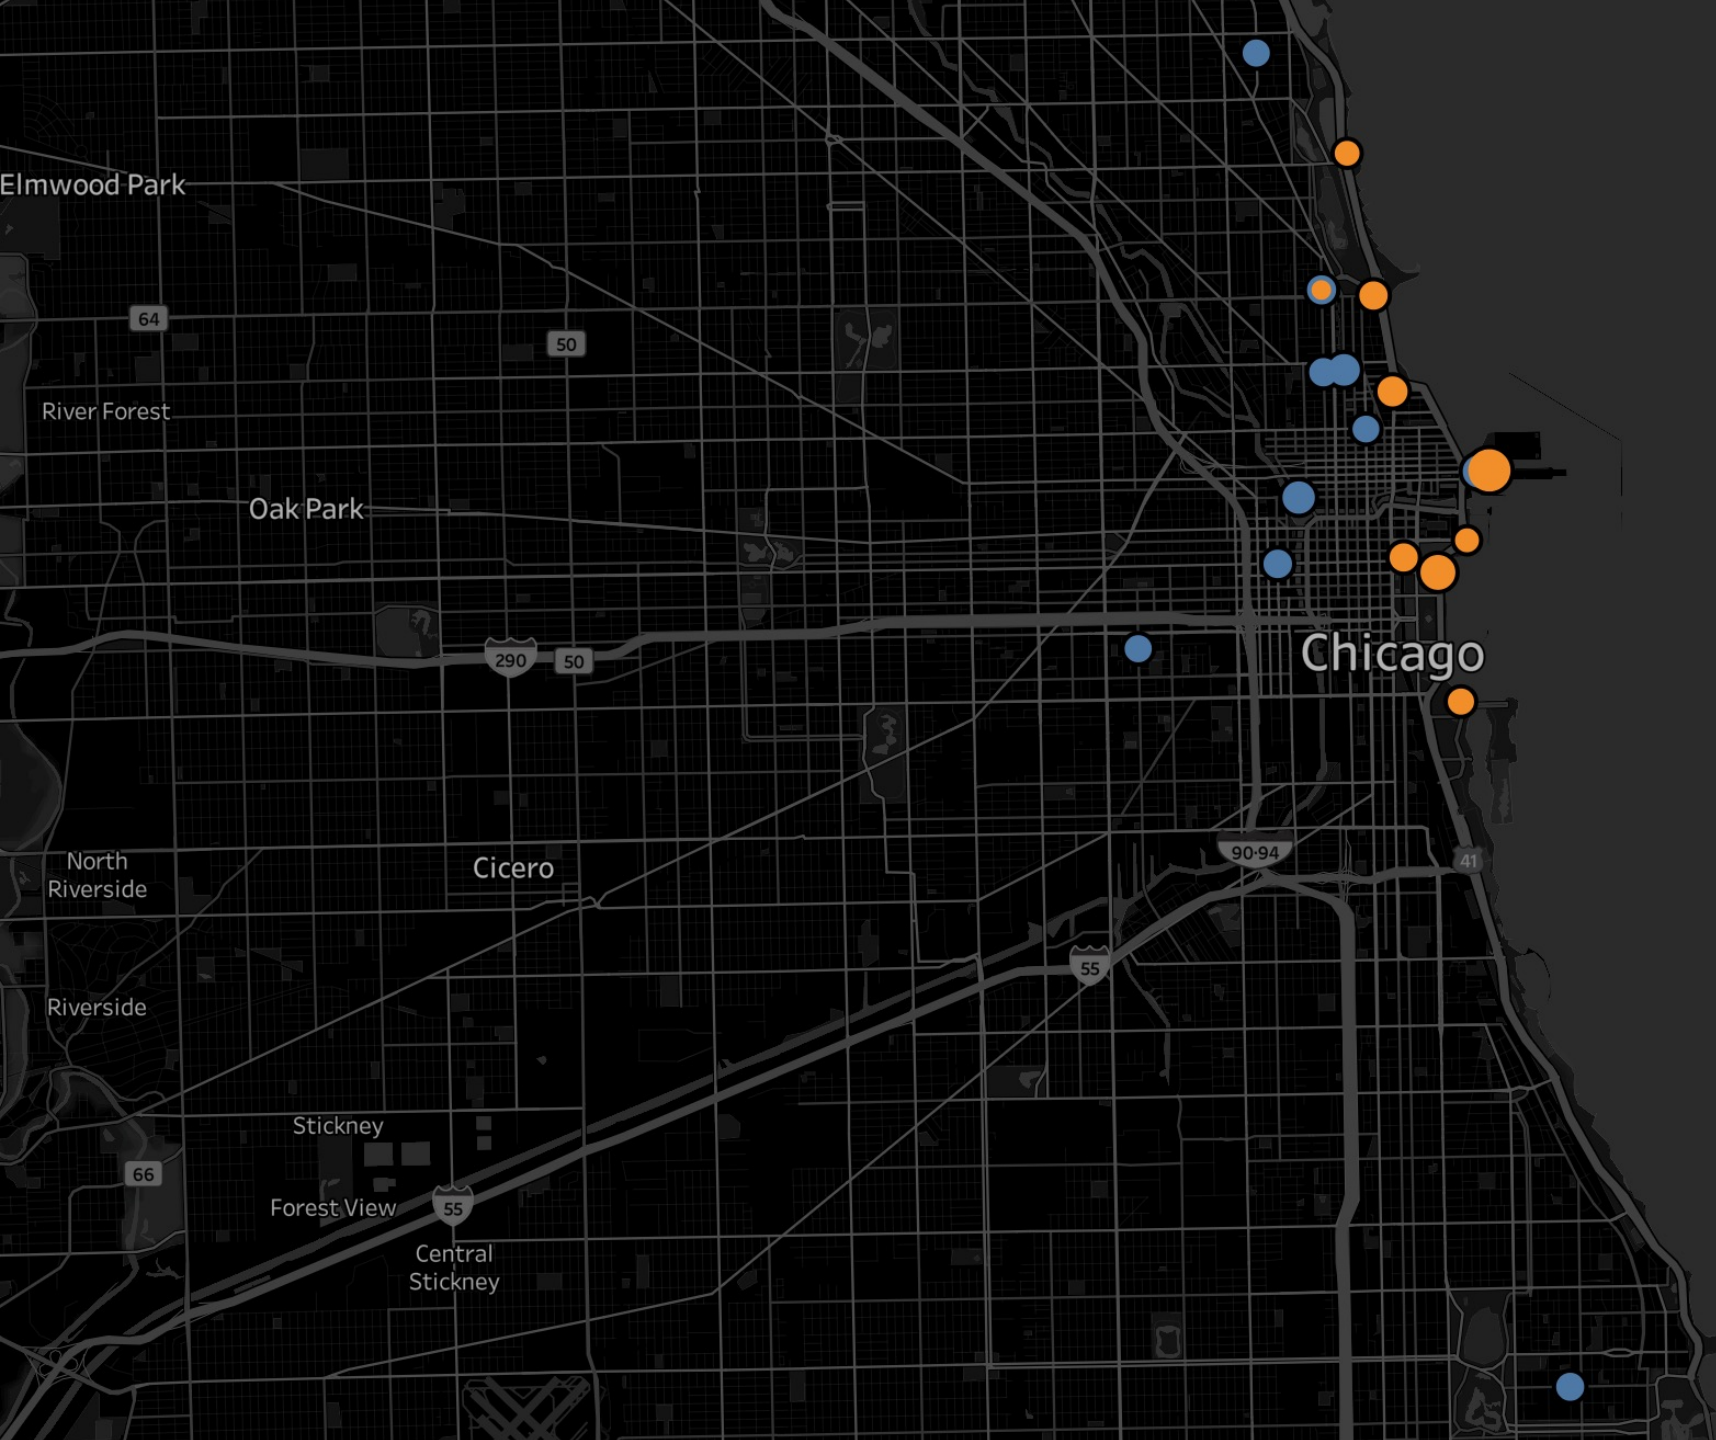 Elmwood Park
64
50
River Forest
Oak Park
290
50
Chicago
90·94
41
North
Riverside
Cicero
55
Riverside
Stickney
66
Forest View
55
Central
Stickney